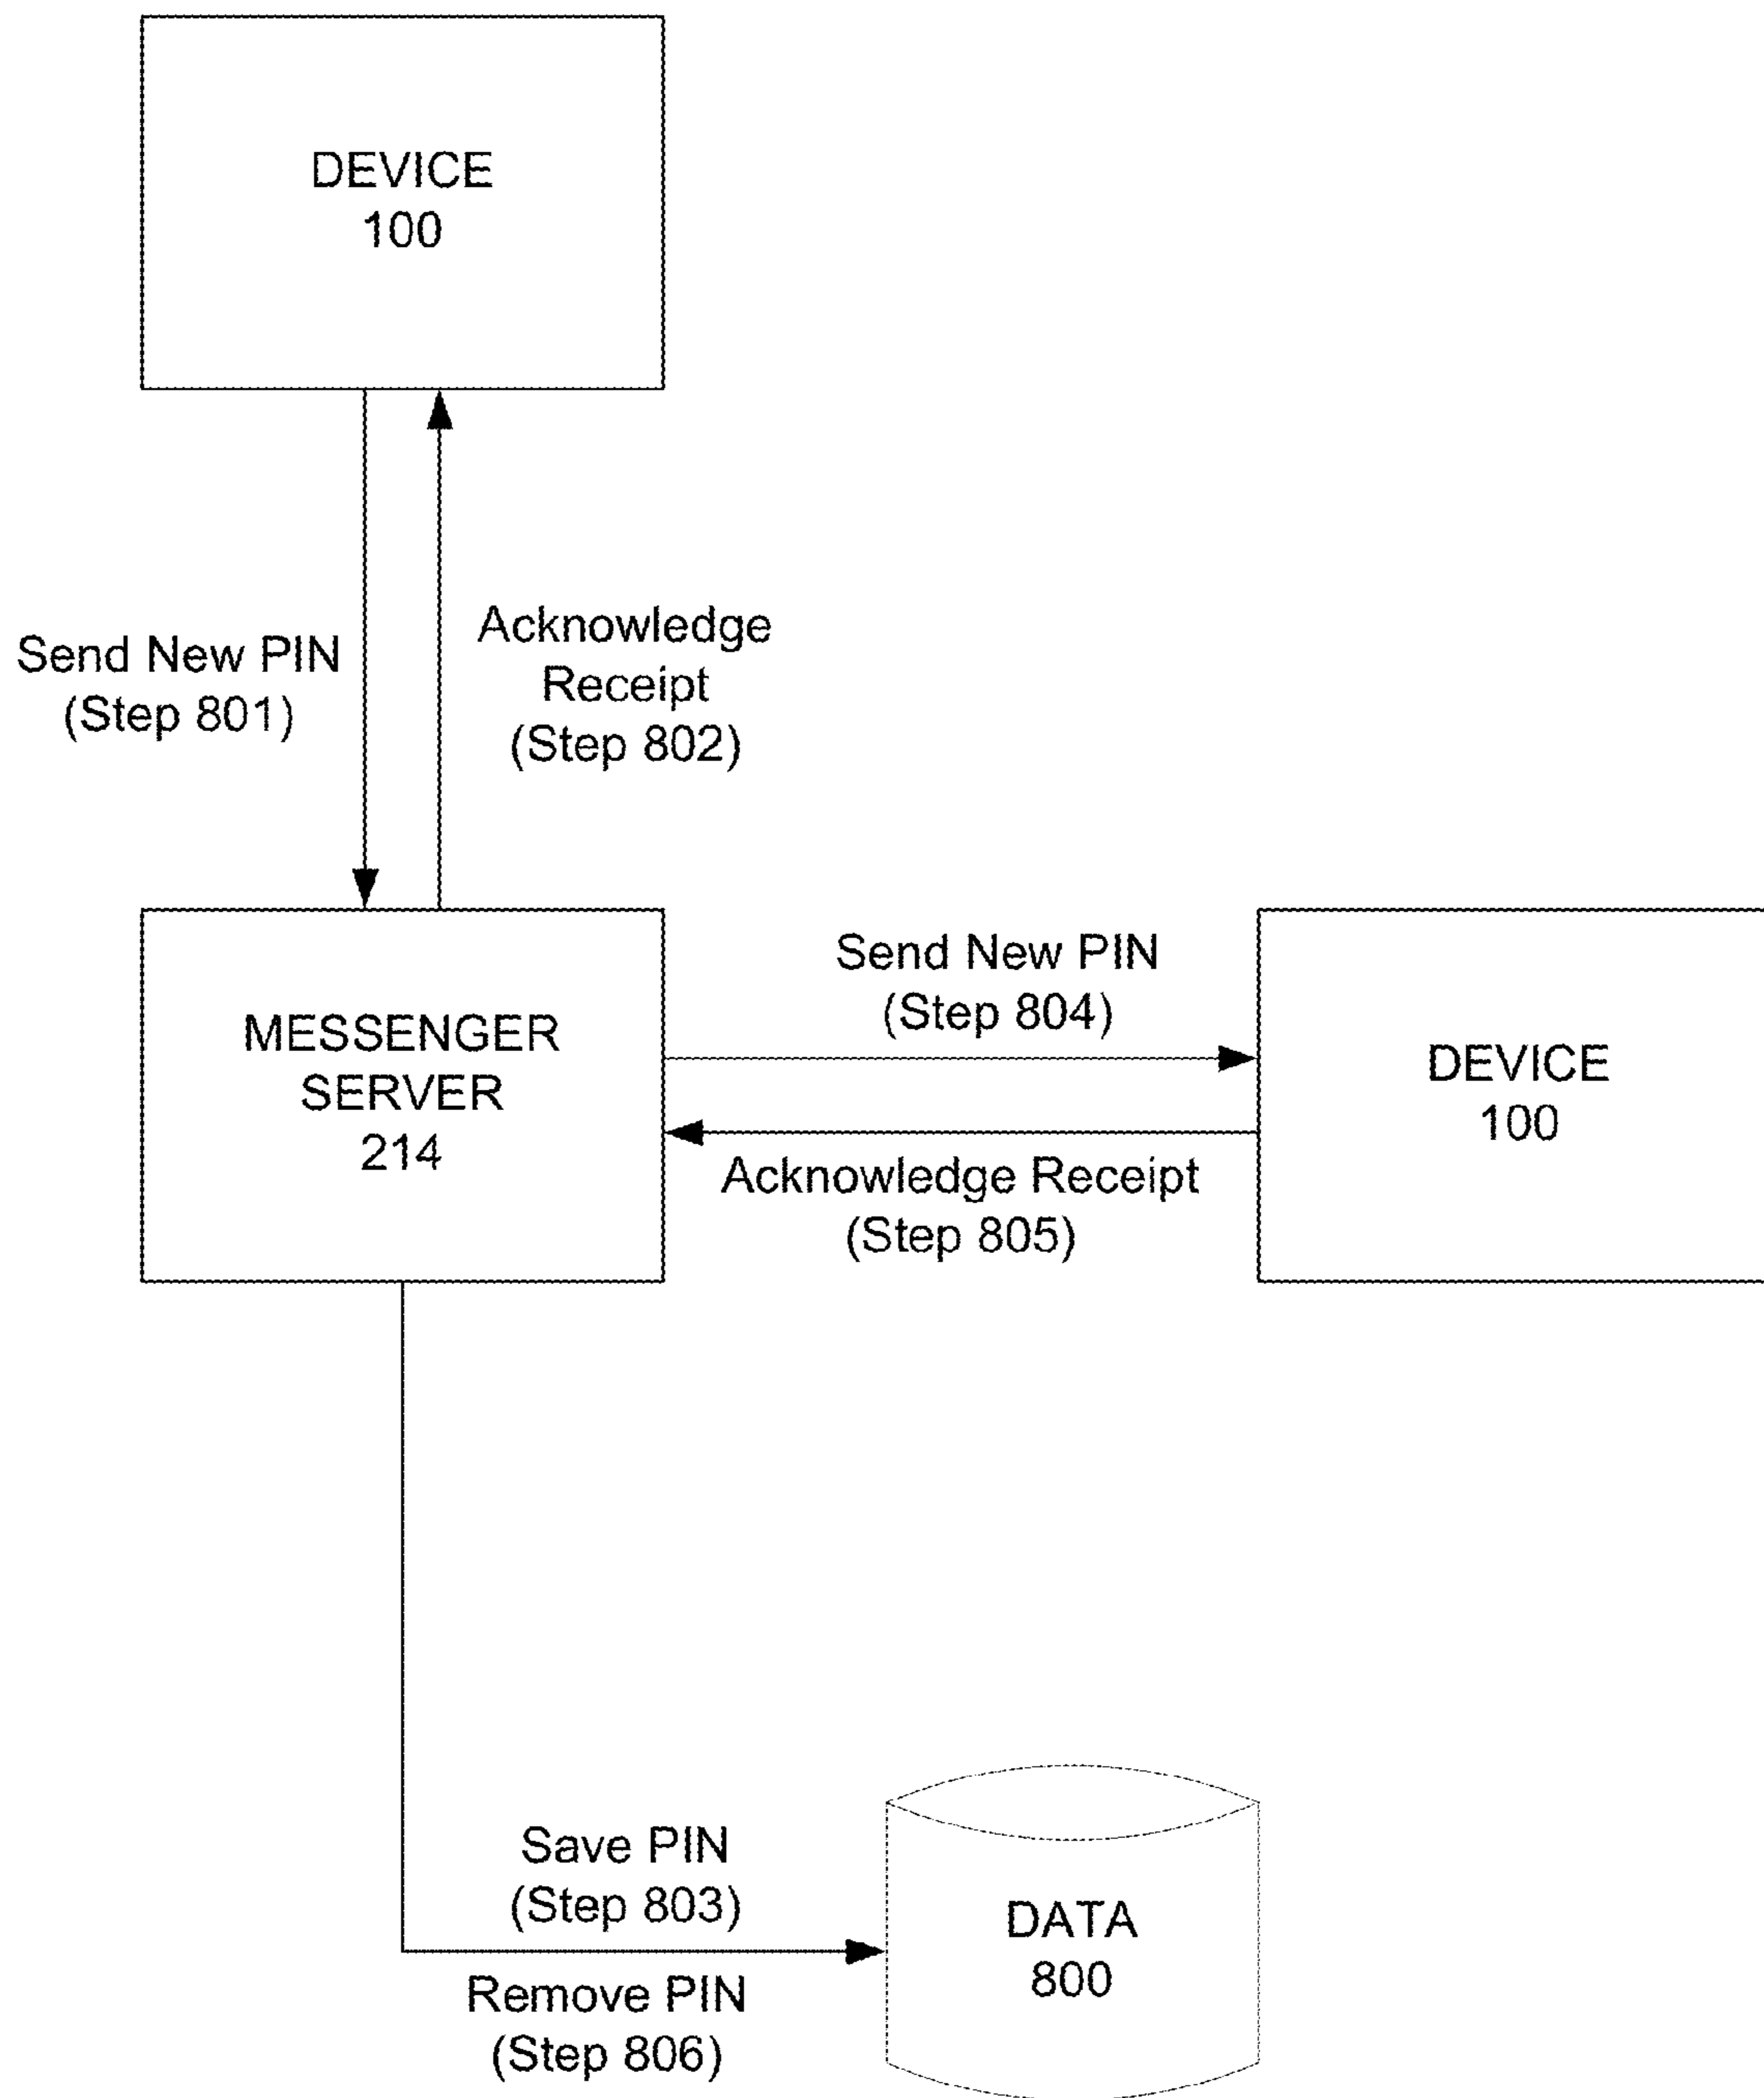 DEVICE
100
Send New PIN
(Step 801)
Acknowledge
Receipt
(Step 802)
MESSENGER
SERVER
214
Send New PIN
(Step 804)
Acknowledge Receipt
(Step 805)
DEVICE
100
Save PIN
(Step 803)
Remove PIN
(Step 806)
DATA
800